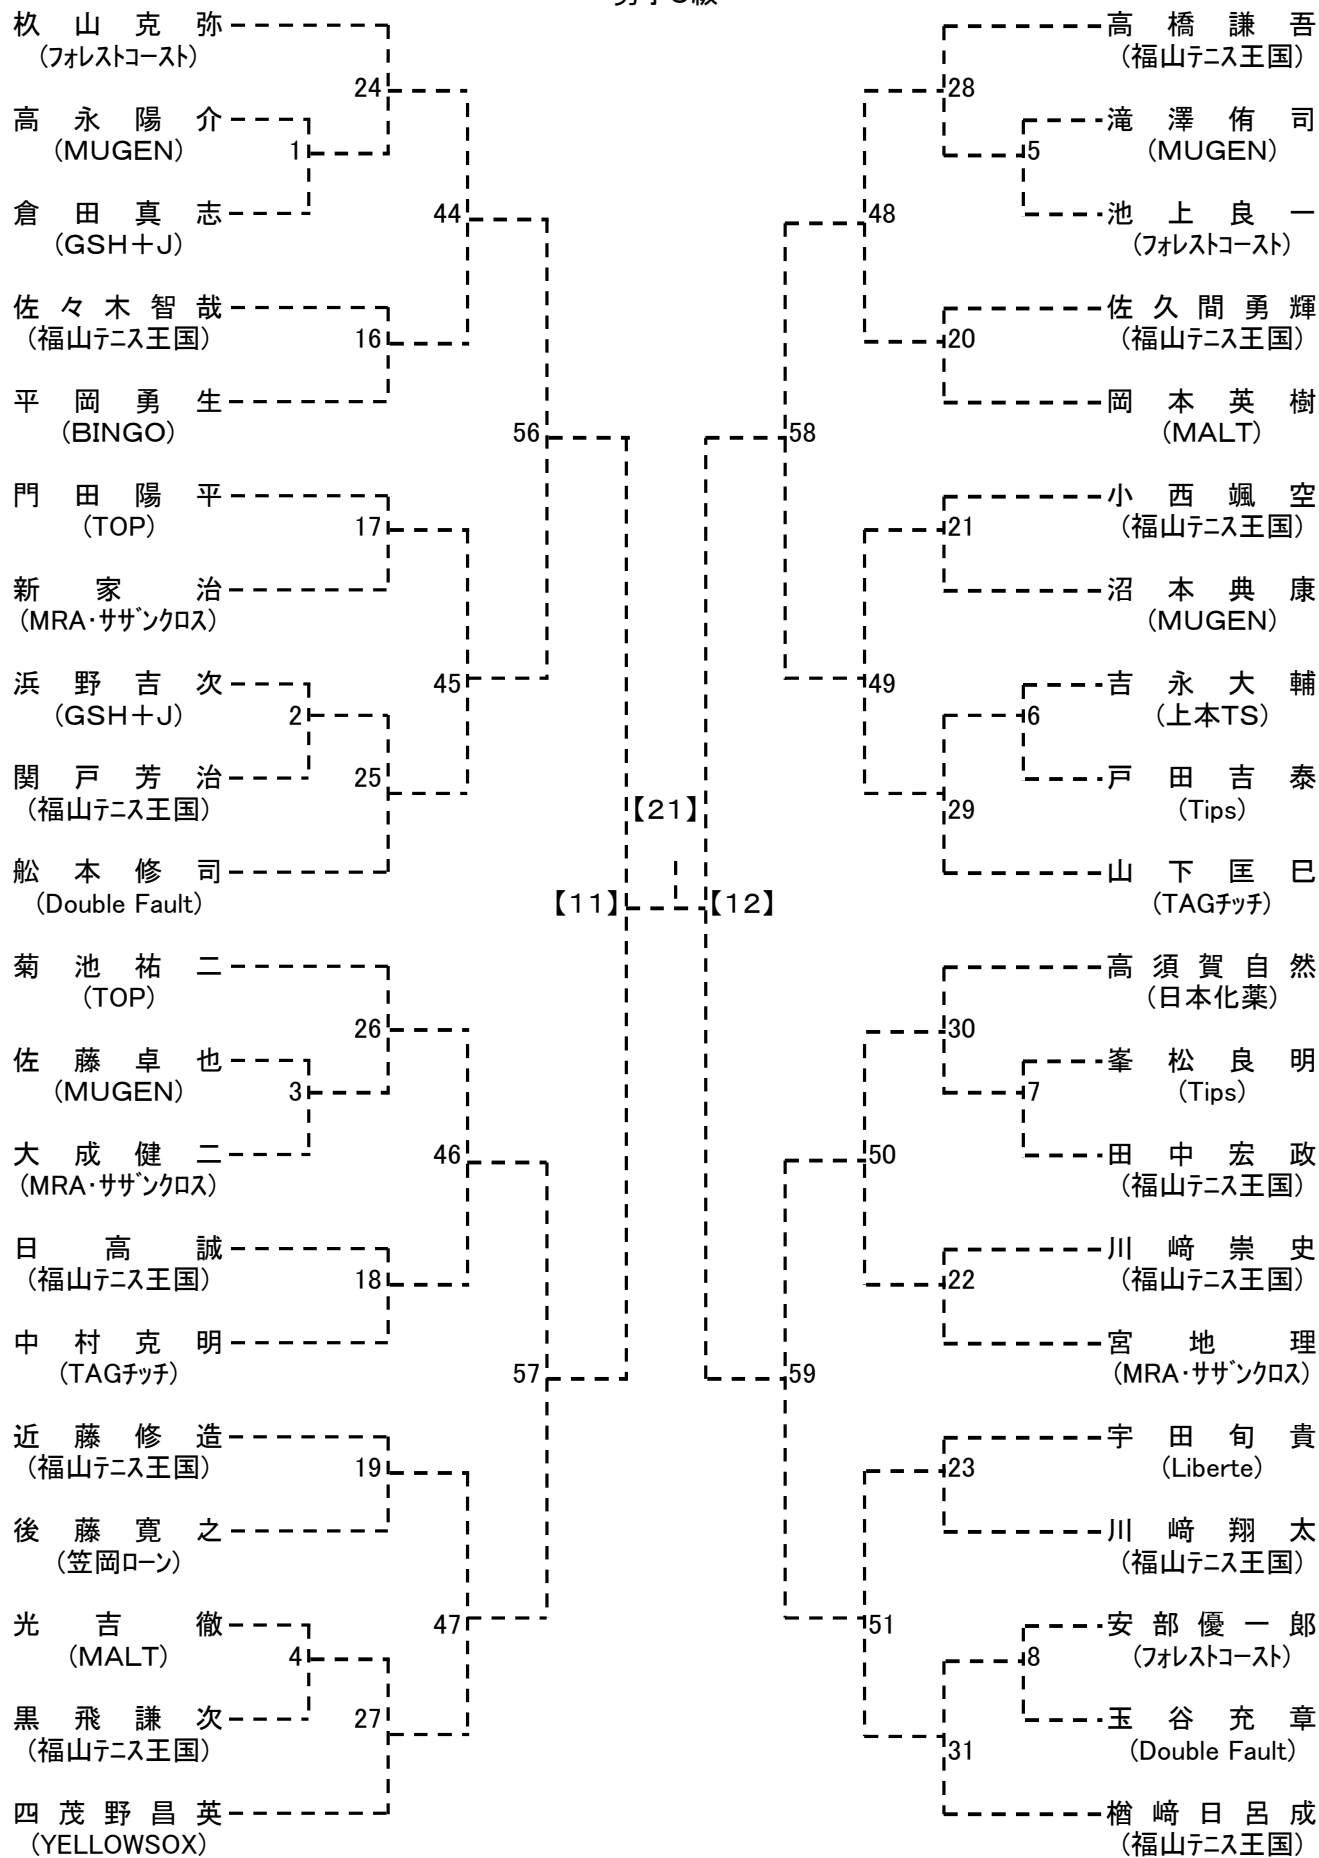 杁山克弥
(フォレストコースト)
24
高永陽介
(MUGEN)
1
倉田真志
(GSH+J)
44
佐々木智哉
(福山テニス王国)
16
平岡勇生
(BINGO)
56
門田陽平
(TOP)
17
新家治
(MRA・サザンクロス)
浜野吉次
(GSH+J)
2
45
関戸芳治
(福山テニス王国)
25
舩本修司
(Double Fault)
【11】
菊池祐二
(TOP)
26
佐藤卓也
(MUGEN)
3
大成健二
(MRA・サザンクロス)
46
日高誠
(福山テニス王国)
18
中村克明
(TAGチッチ)
57
近藤修造
(福山テニス王国)
19
後藤寛之
(笠岡ローン)
光吉徹
(MALT)
4
47
黒飛謙次
(福山テニス王国)
27
四茂野昌英
(YELLOWSOX)
【21】
高橋謙吾
(福山テニス王国)
28
滝澤侑司
(MUGEN)
5
池上良一
(フォレストコースト)
48
佐久間勇輝
(福山テニス王国)
20
岡本英樹
(MALT)
58
小西颯空
(福山テニス王国)
21
沼本典康
(MUGEN)
吉永大輔
(上本TS)
6
49
戸田吉泰
(Tips)
29
山下匡巳
(TAGチッチ)
【12】
高須賀自然
(日本化薬)
30
峯松良明
(Tips)
7
田中宏政
(福山テニス王国)
50
川﨑崇史
(福山テニス王国)
22
宮地理
(MRA・サザンクロス)
59
宇田旬貴
(Liberte)
23
川﨑翔太
(福山テニス王国)
安部優一郎
(フォレストコースト)
8
51
玉谷充章
(Double Fault)
31
楢﨑日呂成
(福山テニス王国)